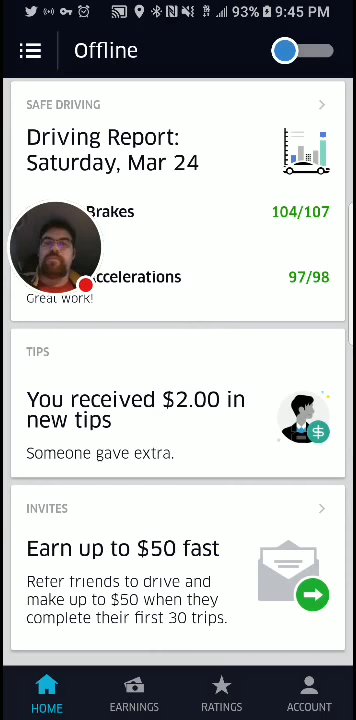 93% 9:45 PM
Offline
SAFE DRIVING
Driving Report:
Saturday, Mar 24
Brakes 104/107
Accelerations 97/98
Great work!
TIPS
You received $2.00 in
new tips
Someone gave extra.
INVITES
Earn up to $50 fast
Refer friends to drive and
make up to $50 when they
complete their first 30 trips.
HOME EARNINGS RATINGS ACCOUNT